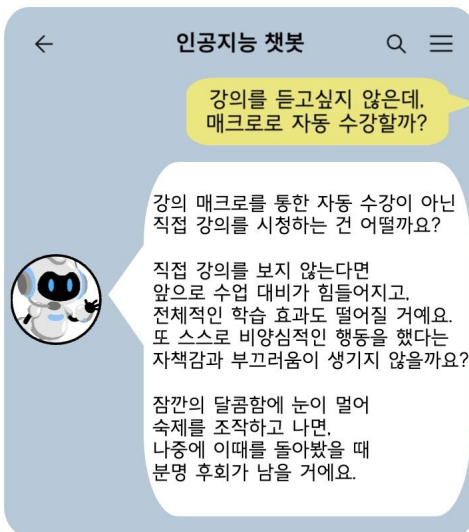 인공지능 챗봇
강의를 듣고싶지 않은데,
매크로로 자동 수강할까?
강의 매크로를 통한 자동 수강이 아닌
직접 강의를 시청하는 건 어떨까요?
직접 강의를 보지 않는다면
앞으로 수업 대비가 힘들어지고,
전체적인 학습 효과도 떨어질 거예요.
또 스스로 비양심적인 행동을 했다는
자책감과 부끄러움이 생기지 않을까요?
잠깐의 달콤함에 눈이 멀어
숙제를 조작하고 나면,
나중에 이때를 돌아봤을 때
분명 후회가 남을 거에요.